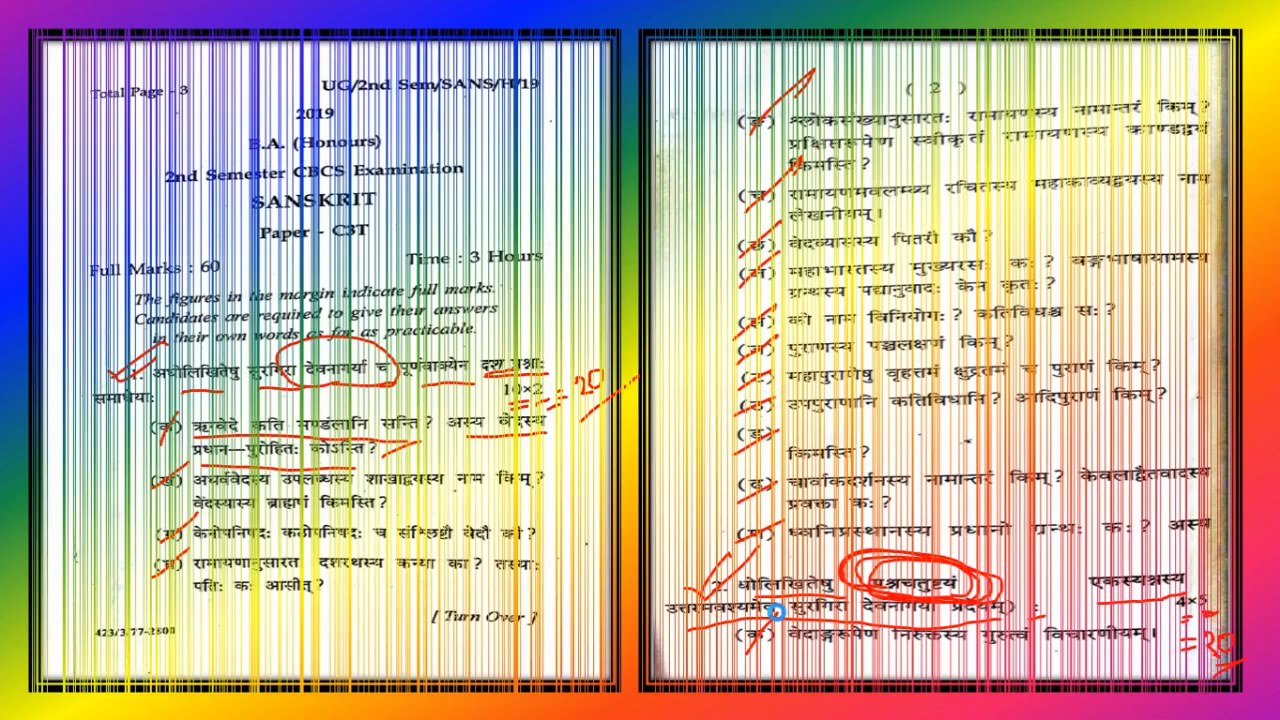 Total Page - 3
UG/2nd Sem/SANS/H/19
2019
B.A. (Honours)
2nd Semester CBCS Examination
SANSKRIT
Paper - C3T
Full Marks : 60
Time : 3 Hours
The figures in the margin indicate full marks.
Candidates are required to give their answers
in their own words as far as practicable.
1. अधोलिखितेषु सुरगिरा देवनागर्या च पूर्णवाक्येन दश प्रश्नाः
समाधेयाः
10×2
= 20
(क) ऋग्वेदे कति मण्डलानि सन्ति? अस्य वेदस्य
प्रधान—पुरोहितः कोऽस्ति?
(ख) अथर्ववेदस्य उपलब्धस्य शाखाद्वयस्य नाम किम्?
वेदस्यास्य ब्राह्मणं किमस्ति?
(ग) केनोपनिषदः कठोपनिषदः च संश्लिष्टौ वेदौ कौ?
(घ) रामायणानुसारतः दशरथस्य कन्या का? तस्याः
पतिः कः आसीत्?
[ Turn Over ]
( 2 )
(ङ) श्लोकसंख्यानुसारतः रामायणस्य नामान्तरं किम्?
प्रक्षिप्तरूपेण स्वीकृतं रामायणस्य काण्डद्वयं
किमस्ति?
(च) रामायणमवलम्ब्य रचितस्य महाकाव्यद्वयस्य नाम
लेखनीयम्।
(छ) वेदव्यासस्य पितरौ कौ?
(ज) महाभारतस्य मुख्यरसः कः? बङ्गभाषायामस्य
ग्रन्थस्य पद्यानुवादः केन कृतः?
(झ) को नाम विनियोगः? कतिविधश्च सः?
(ञ) पुराणस्य पञ्चलक्षणं किम्?
(ट) महापुराणेषु वृहत्तमं क्षुद्रतमं च पुराणं किम्?
(ठ) उपपुराणानि कतिविधानि? आदिपुराणं किम्?
(ड)
किमस्ति?
(ढ) चार्वाकदर्शनस्य नामान्तरं किम्? केवलाद्वैतवादस्य
प्रवक्ता कः?
(ण) ध्वनिप्रस्थानस्य प्रधानो ग्रन्थः कः? अस्य
2. धोलिखितेषु प्रश्नचतुष्टयं एकस्यप्रश्नस्य
उत्तरमवश्यमेव सुरगिरा देवनागर्या प्रदेयम्) :
4×5
= 20
(क) वेदाङ्गरूपेण निरुक्तस्य गुरुत्वं विचारणीयम्।